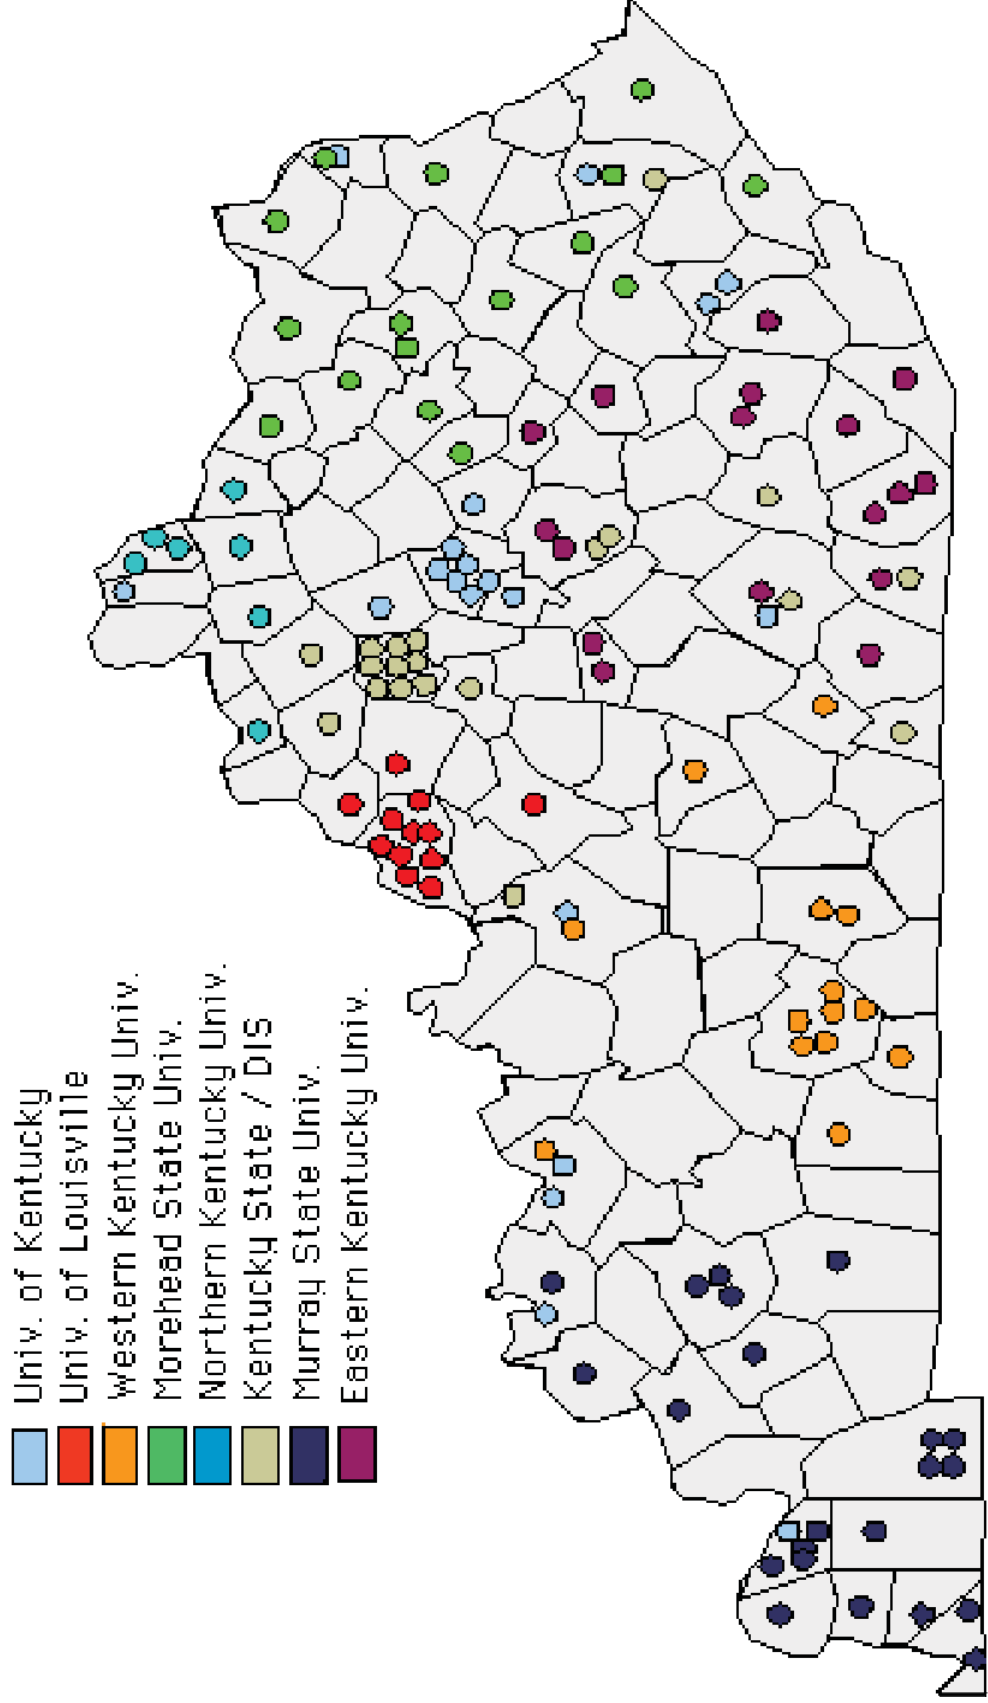 Univ. of Kentucky
Univ. of Louisville
Western Kentucky Univ.
Morehead State Univ.
Northern Kentucky Univ.
Kentucky State / DIS
Murray State Univ.
Eastern Kentucky Univ.